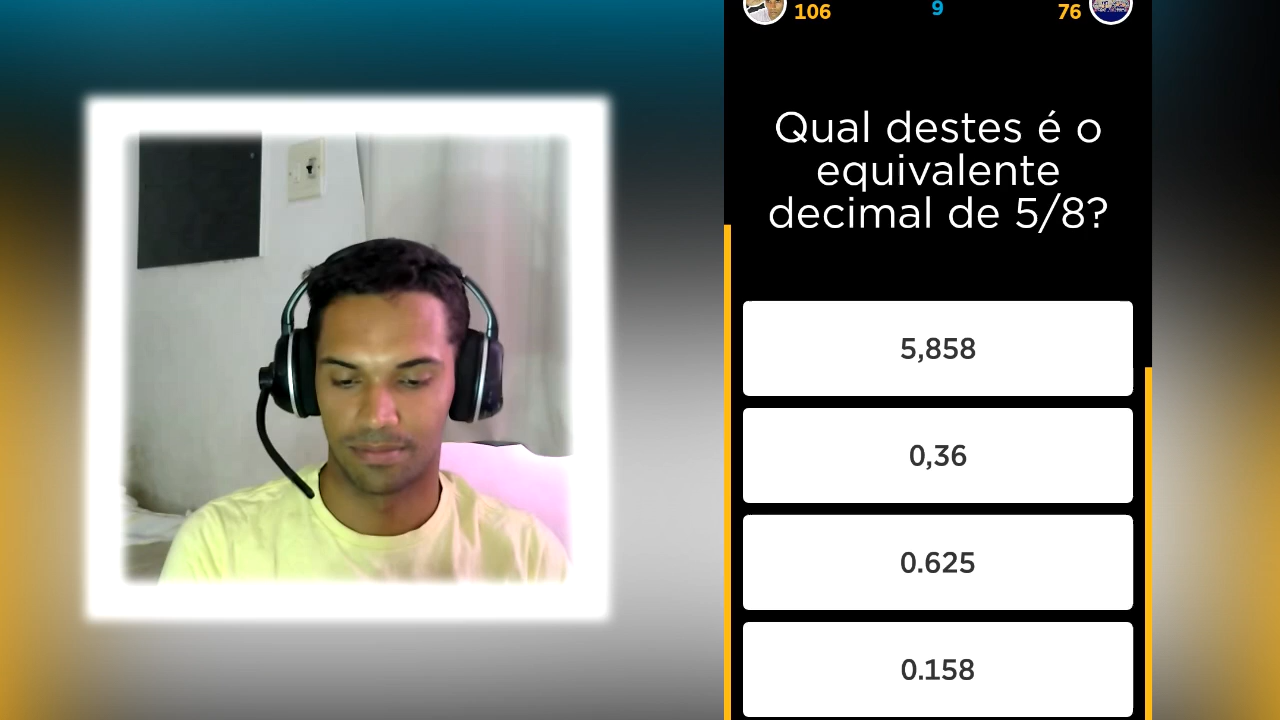 106 9 76
Qual destes é o
equivalente
decimal de 5/8?
5,858
0,36
0.625
0.158